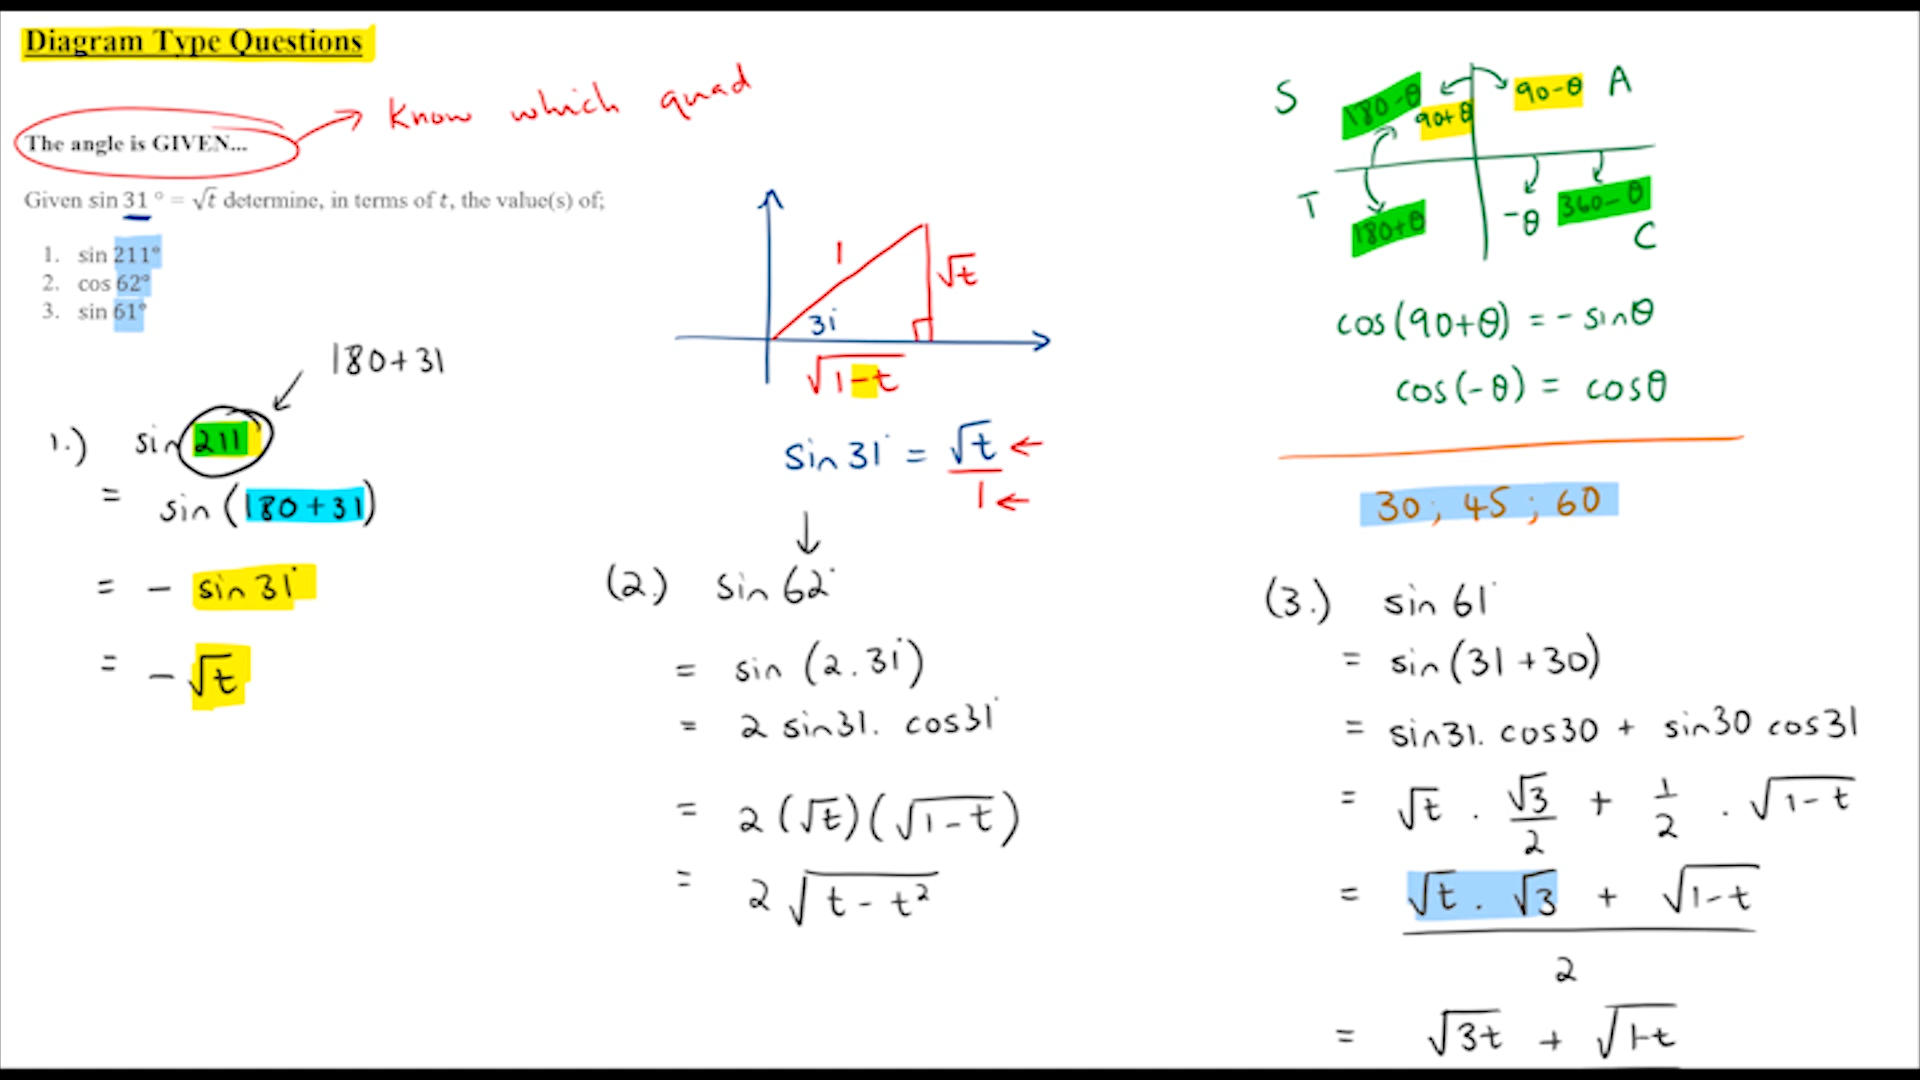 Diagram Type Questions
The angle is GIVEN...
Know which quad
Given sin 31 ° = √t determine, in terms of t, the value(s) of;
1. sin 211°
2. cos 62°
3. sin 61°
180+31
1.) sin 211
= sin (180+31)
= - sin 31°
= - √t
1
√t
31
√1-t
sin 31° = √t
1
(2.) sin 62°
= sin (2.31)
= 2 sin31. cos31°
= 2 (√t)(√1-t)
= 2 √t - t²
S
180-θ
90+θ
90-θ
A
T
180+θ
-θ
360-θ
C
cos(90+θ) = - sinθ
cos(-θ) = cosθ
30 ; 45 ; 60
(3.) sin 61°
= sin(31+30)
= sin31. cos30 + sin30 cos31
= √t . √3/2 + 1/2 . √1-t
= √t . √3 + √1-t
2
= √3t + √1-t